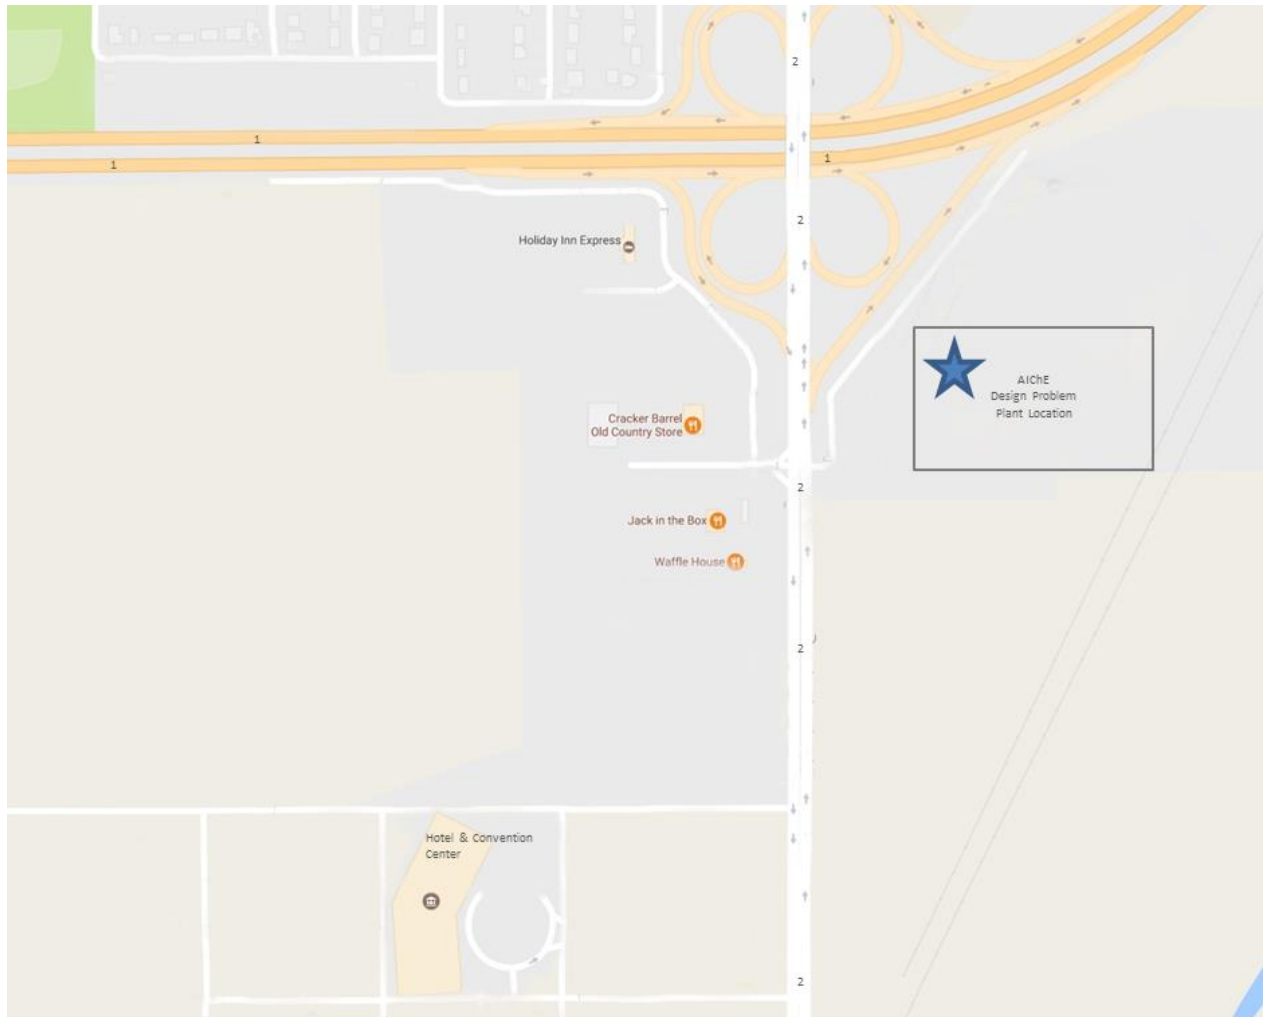 2
1
1
1
2
Holiday Inn Express
AIChE
Design Problem
Plant Location
Cracker Barrel
Old Country Store
2
Jack in the Box
Waffle House
2
Hotel & Convention
Center
2